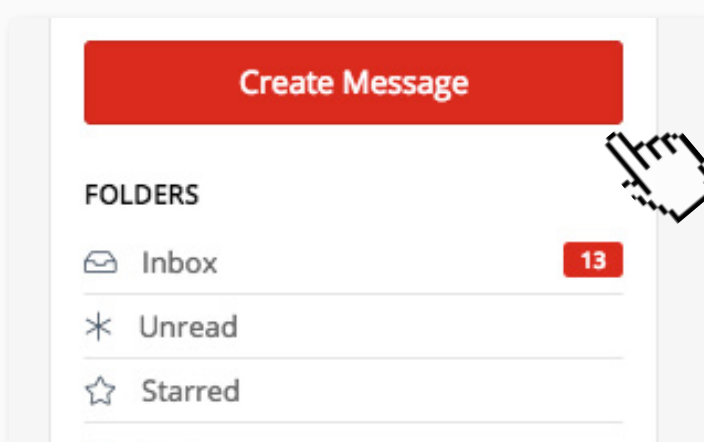 Create Message
FOLDERS
Inbox 13
Unread
Starred